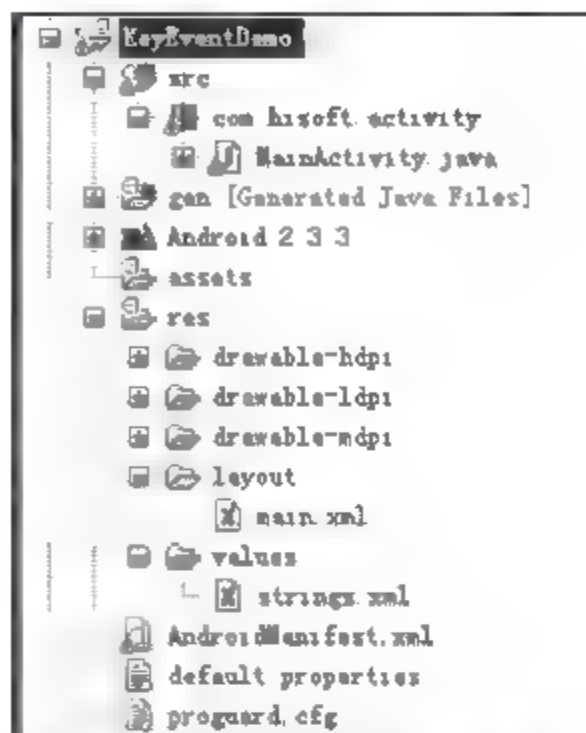 KeyEventDemo
src
com hisoft activity
MainActivity.java
gen [Generated Java Files]
Android 2 3 3
assets
res
drawable-hdpi
drawable-ldpi
drawable-mdpi
layout
main xml
values
strings xml
AndroidManifest.xml
default properties
proguard.cfg